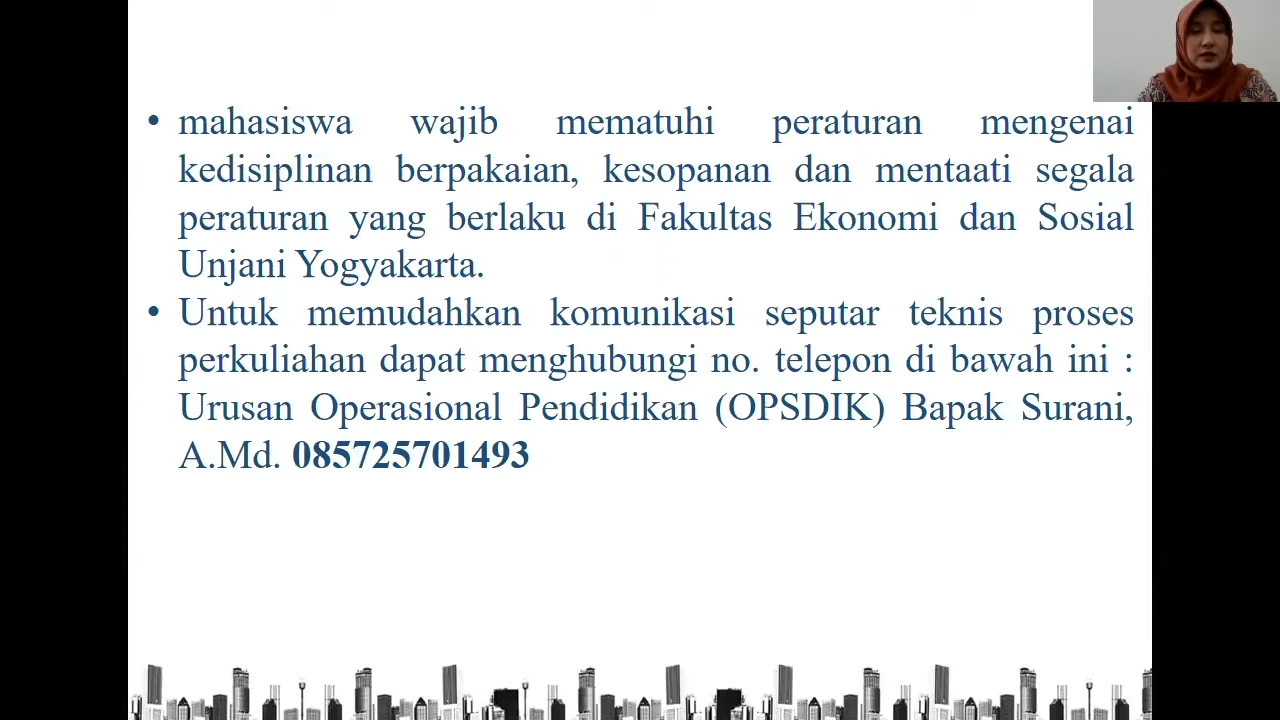 • mahasiswa wajib mematuhi peraturan mengenai
kedisiplinan berpakaian, kesopanan dan mentaati segala
peraturan yang berlaku di Fakultas Ekonomi dan Sosial
Unjani Yogyakarta.
• Untuk memudahkan komunikasi seputar teknis proses
perkuliahan dapat menghubungi no. telepon di bawah ini :
Urusan Operasional Pendidikan (OPSDIK) Bapak Surani,
A.Md. 085725701493